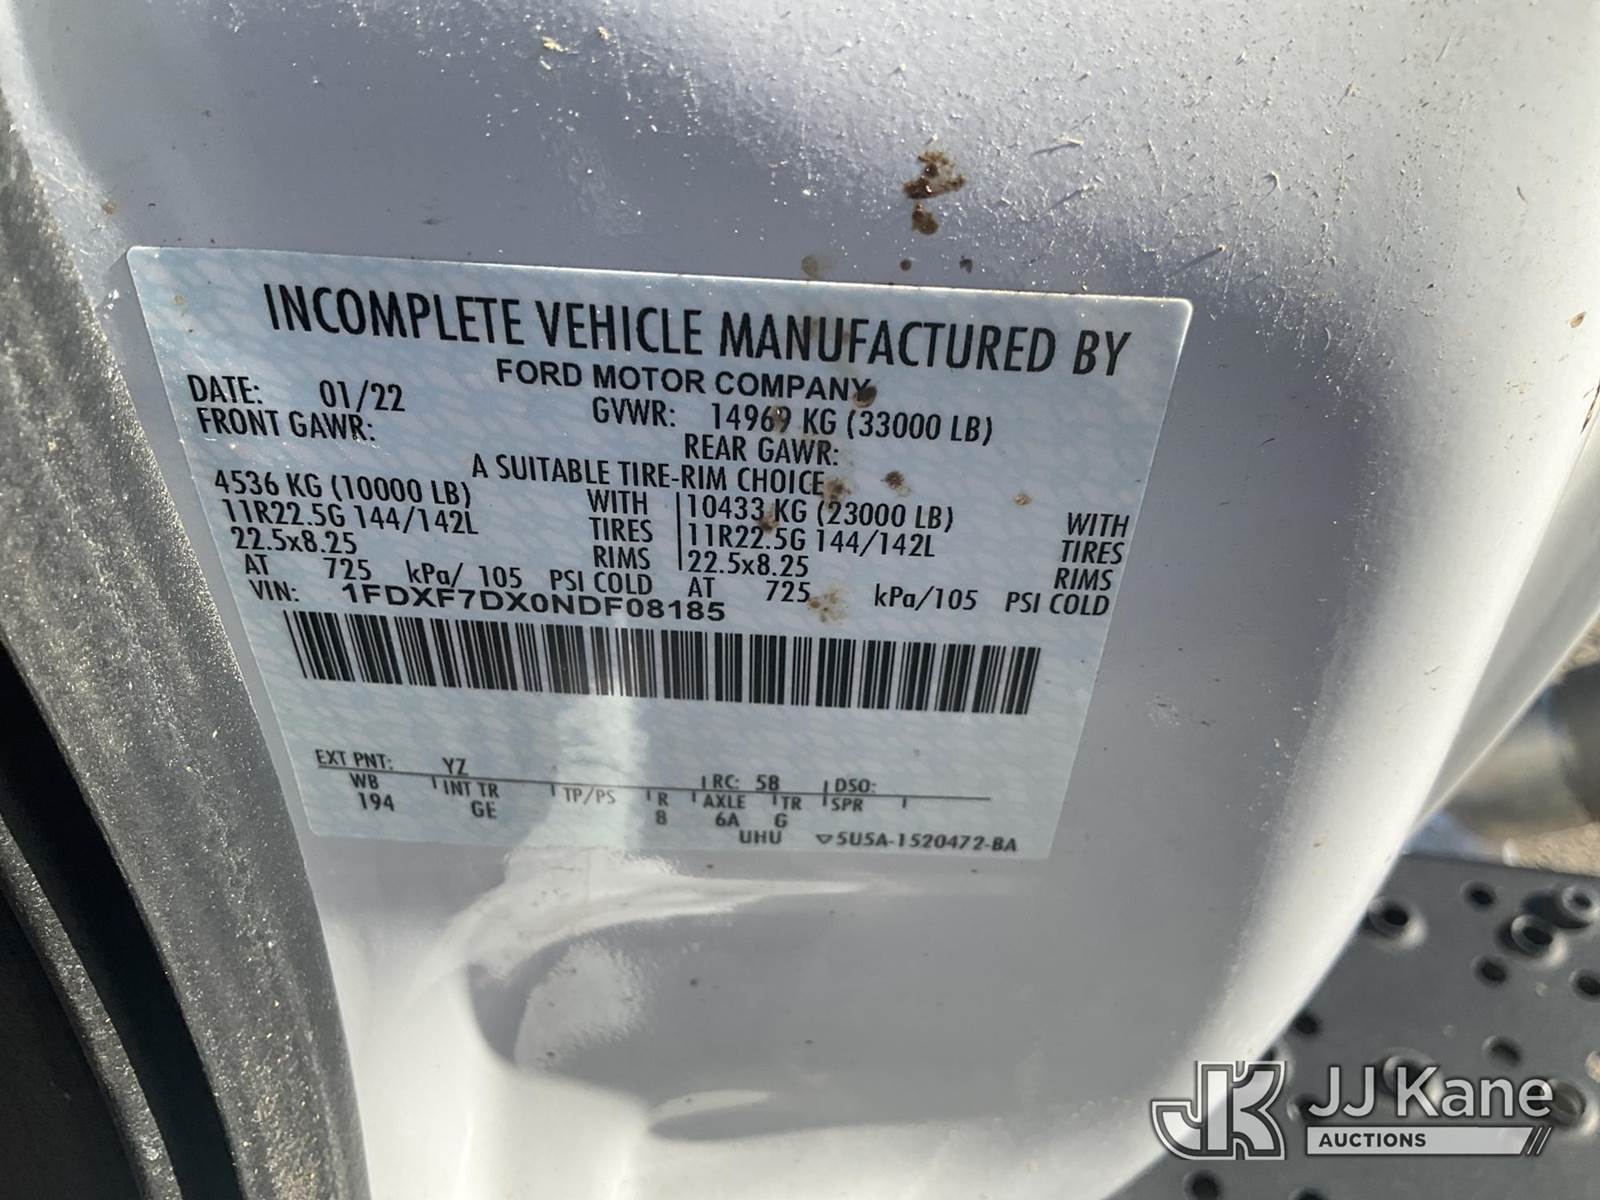 INCOMPLETE VEHICLE MANUFACTURED BY
FORD MOTOR COMPANY
DATE: 01/22 GVWR: 14969 KG (33000 LB)
FRONT GAWR: REAR GAWR:
A SUITABLE TIRE-RIM CHOICE
4536 KG (10000 LB) WITH 10433 KG (23000 LB) WITH
11R22.5G 144/142L TIRES 11R22.5G 144/142L TIRES
22.5x8.25 RIMS 22.5x8.25 RIMS
AT 725 kPa/ 105 PSI COLD AT 725 kPa/105 PSI COLD
VIN: 1FDXF7DX0NDF08185
EXT PNT: YZ RC: 58 DSO:
WB INT TR TP/PS R AXLE TR SPR
194 GE 8 6A G
UHU 5U5A-1520472-BA
JK JJ Kane
AUCTIONS